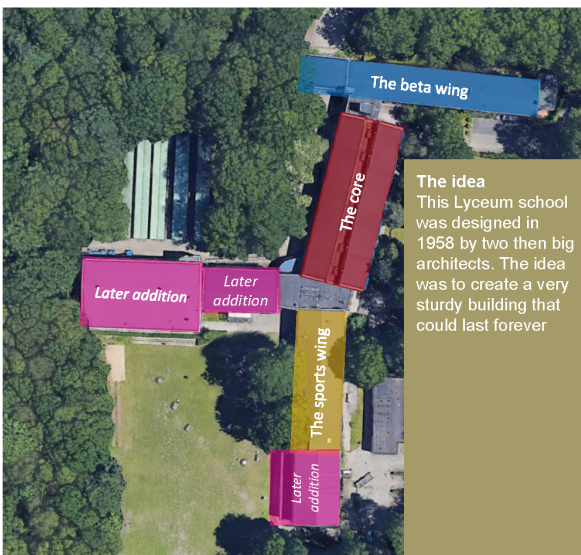 The beta wing
The core
The idea
This Lyceum school
was designed in
1958 by two then big
architects. The idea
was to create a very
sturdy building that
could last forever
Later addition
Later
addition
The sports wing
Later
addition